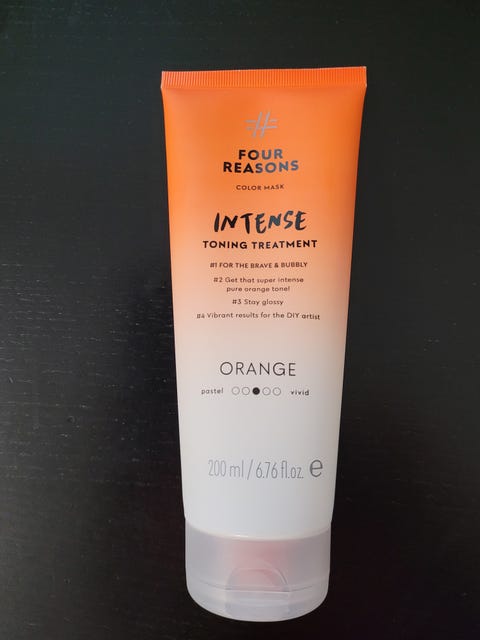 #
FOUR
REASONS
COLOR MASK
INTENSE
TONING TREATMENT
#1 FOR THE BRAVE & BUBBLY
#2 Get that super intense
pure orange tone!
#3 Stay glossy
#4 Vibrant results for the DIY artist
ORANGE
pastel vivid
200 ml / 6.76 fl.oz. ℮